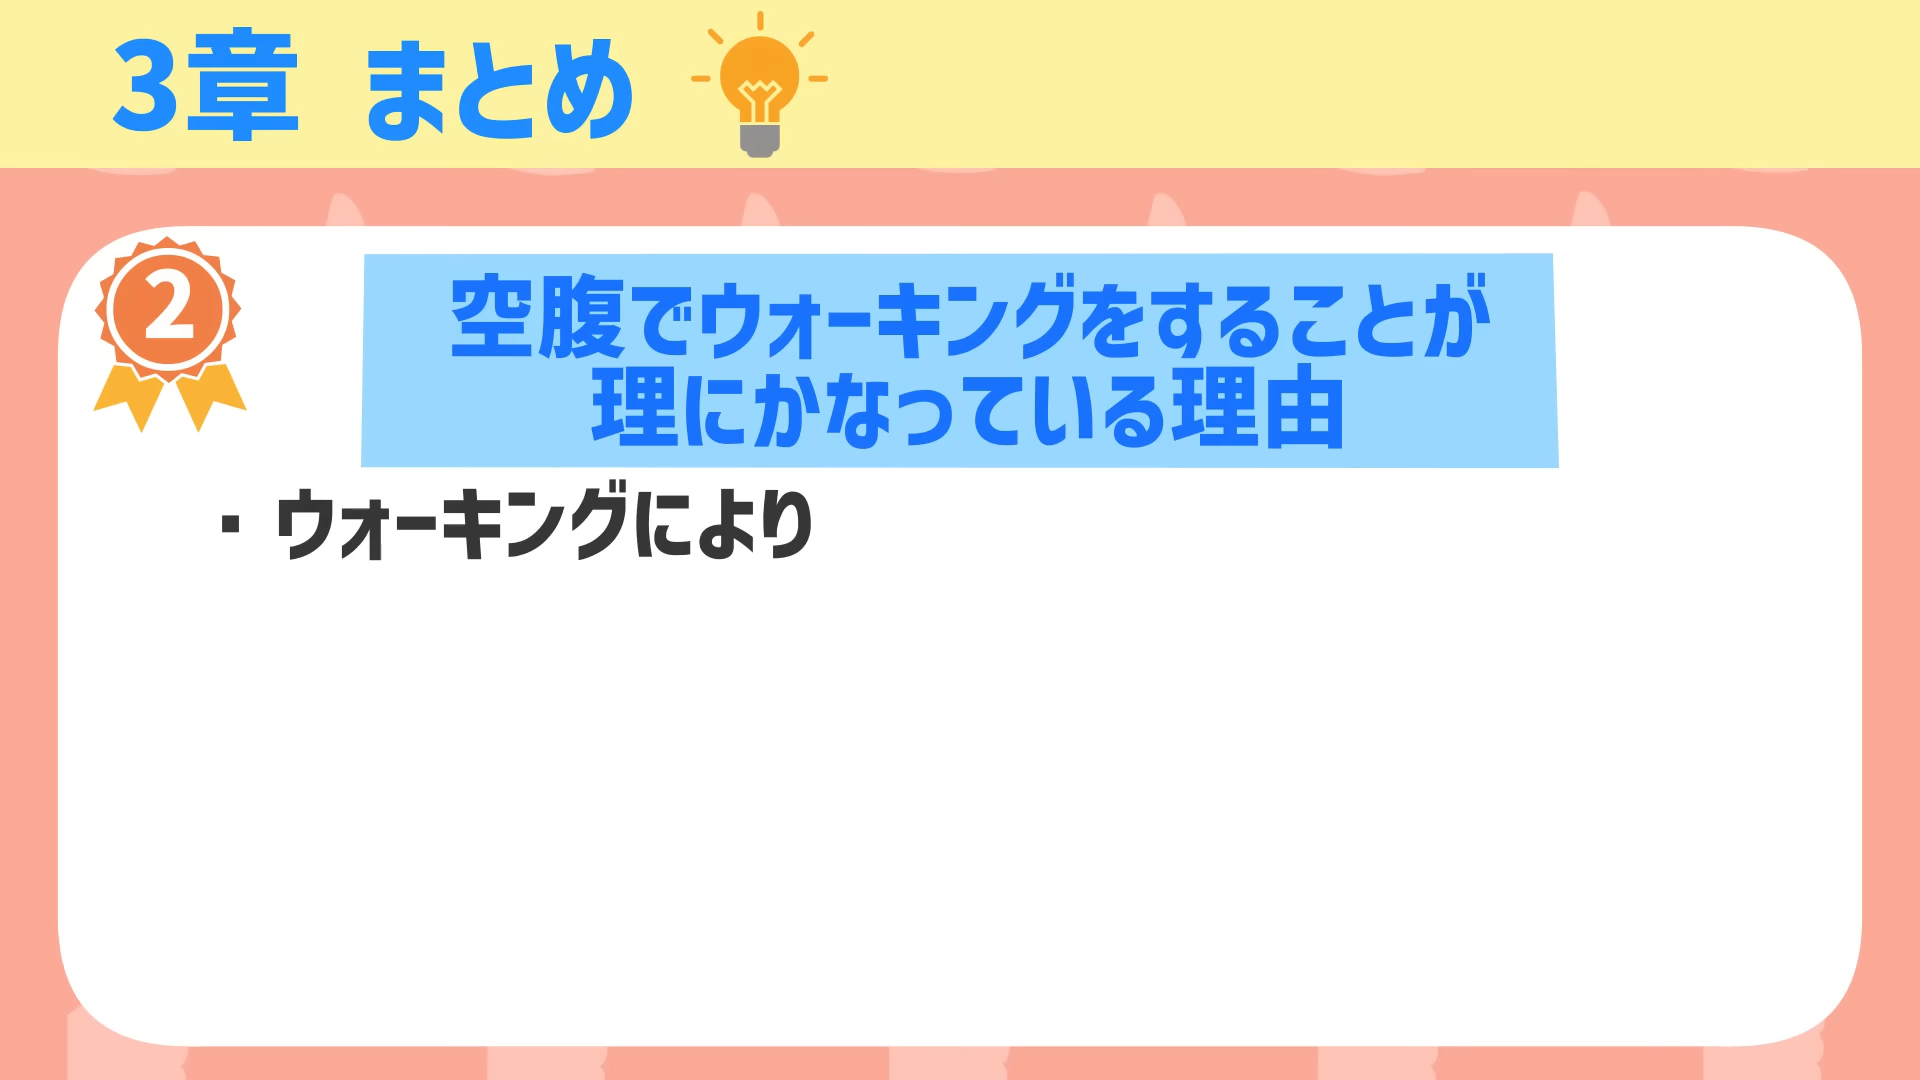 3章 まとめ
2
空腹でウォーキングをすることが
理にかなっている理由
・ウォーキングにより